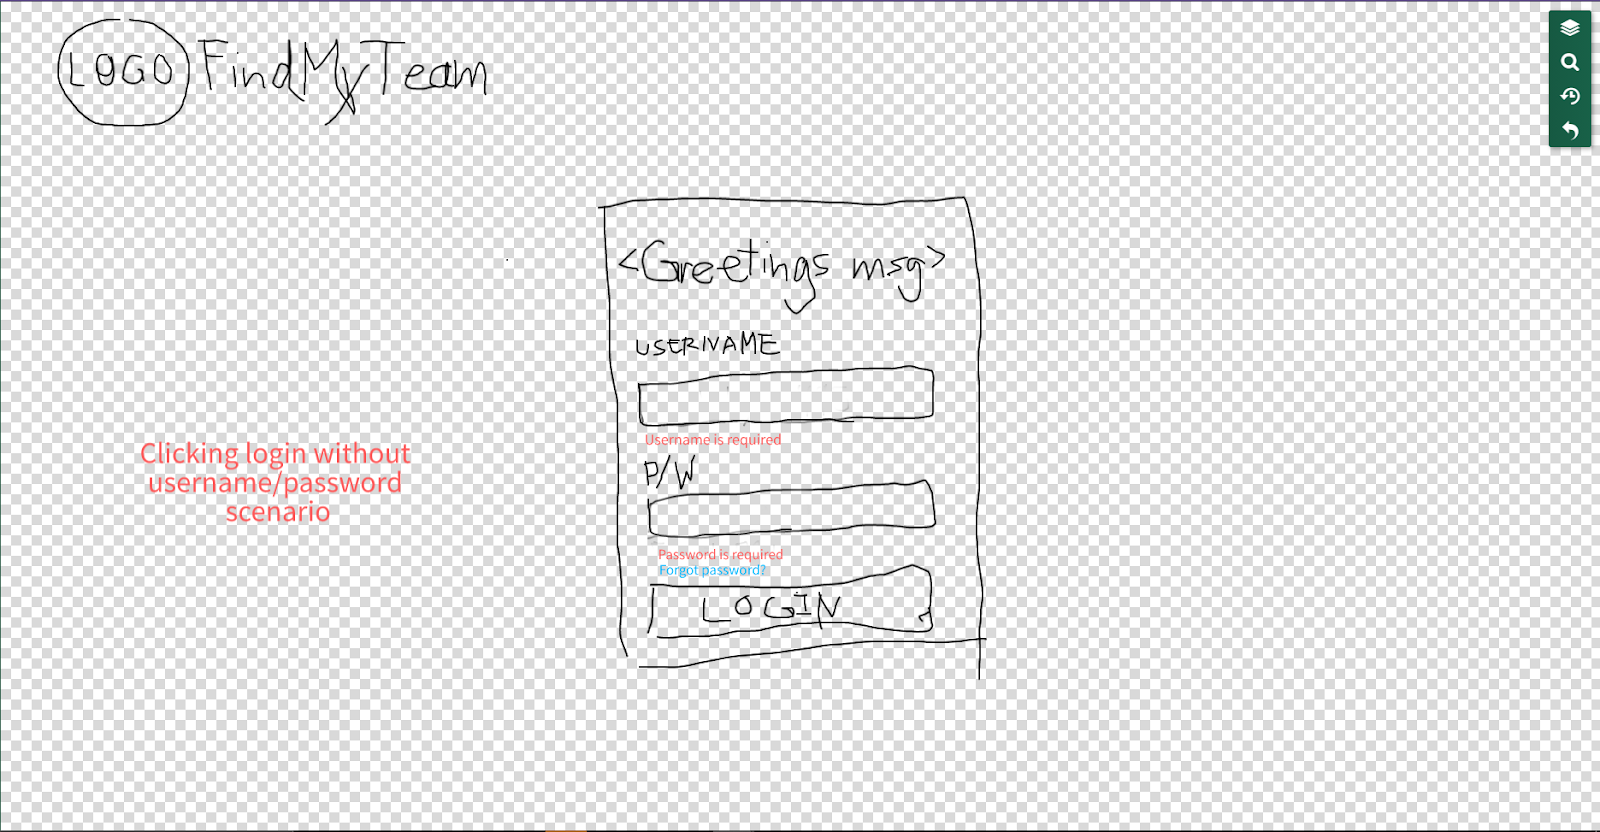 LOGO FindMyTeam
<Greetings msg>
USERNAME
Username is required
P/W
Clicking login without
username/password
scenario
Password is required
Forgot password?
LOGIN